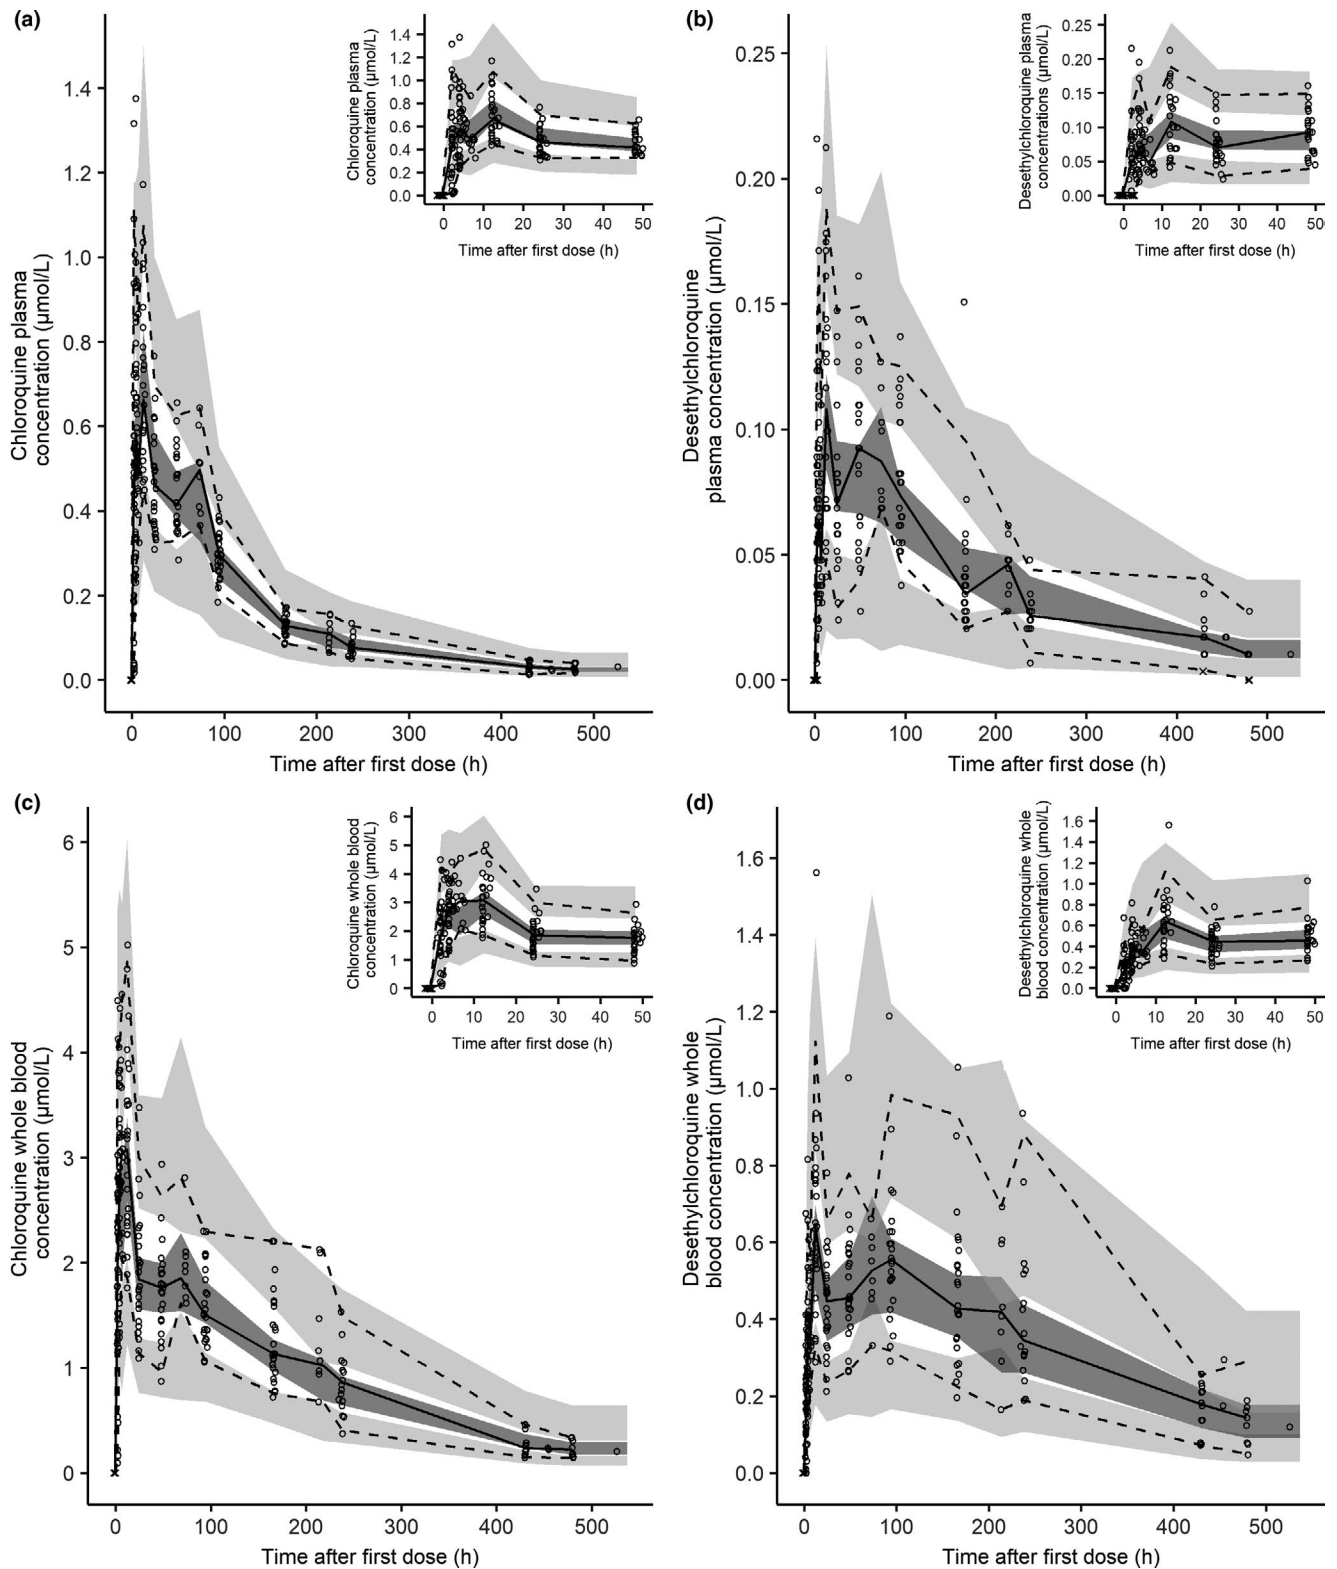 (a)
Chloroquine plasma
concentration (µmol/L)
1.4
1.2
1.0
0.8
0.6
0.4
0.2
0.0
0 100 200 300 400 500
Time after first dose (h)
Chloroquine plasma
concentration (µmol/L)
1.4
1.2
1.0
0.8
0.6
0.4
0.2
0.0
0 10 20 30 40 50
Time after first dose (h)
(b)
Desethylchloroquine
plasma concentration (µmol/L)
0.25
0.20
0.15
0.10
0.05
0.00
0 100 200 300 400 500
Time after first dose (h)
Desethylchloroquine plasma
concentrations (µmol/L)
0.25
0.20
0.15
0.10
0.05
0.00
0 10 20 30 40 50
Time after first dose (h)
(c)
Chloroquine whole blood
concentration (µmol/L)
6
5
4
3
2
1
0
0 100 200 300 400 500
Time after first dose (h)
Chloroquine whole blood
concentration (µmol/L)
6
5
4
3
2
1
0
0 10 20 30 40 50
Time after first dose (h)
(d)
Desethylchloroquine whole
blood concentration (µmol/L)
1.6
1.4
1.2
1.0
0.8
0.6
0.4
0.2
0.0
0 100 200 300 400 500
Time after first dose (h)
Desethylchloroquine whole
blood concentration (µmol/L)
1.6
1.4
1.2
1.0
0.8
0.6
0.4
0.2
0.0
0 10 20 30 40 50
Time after first dose (h)